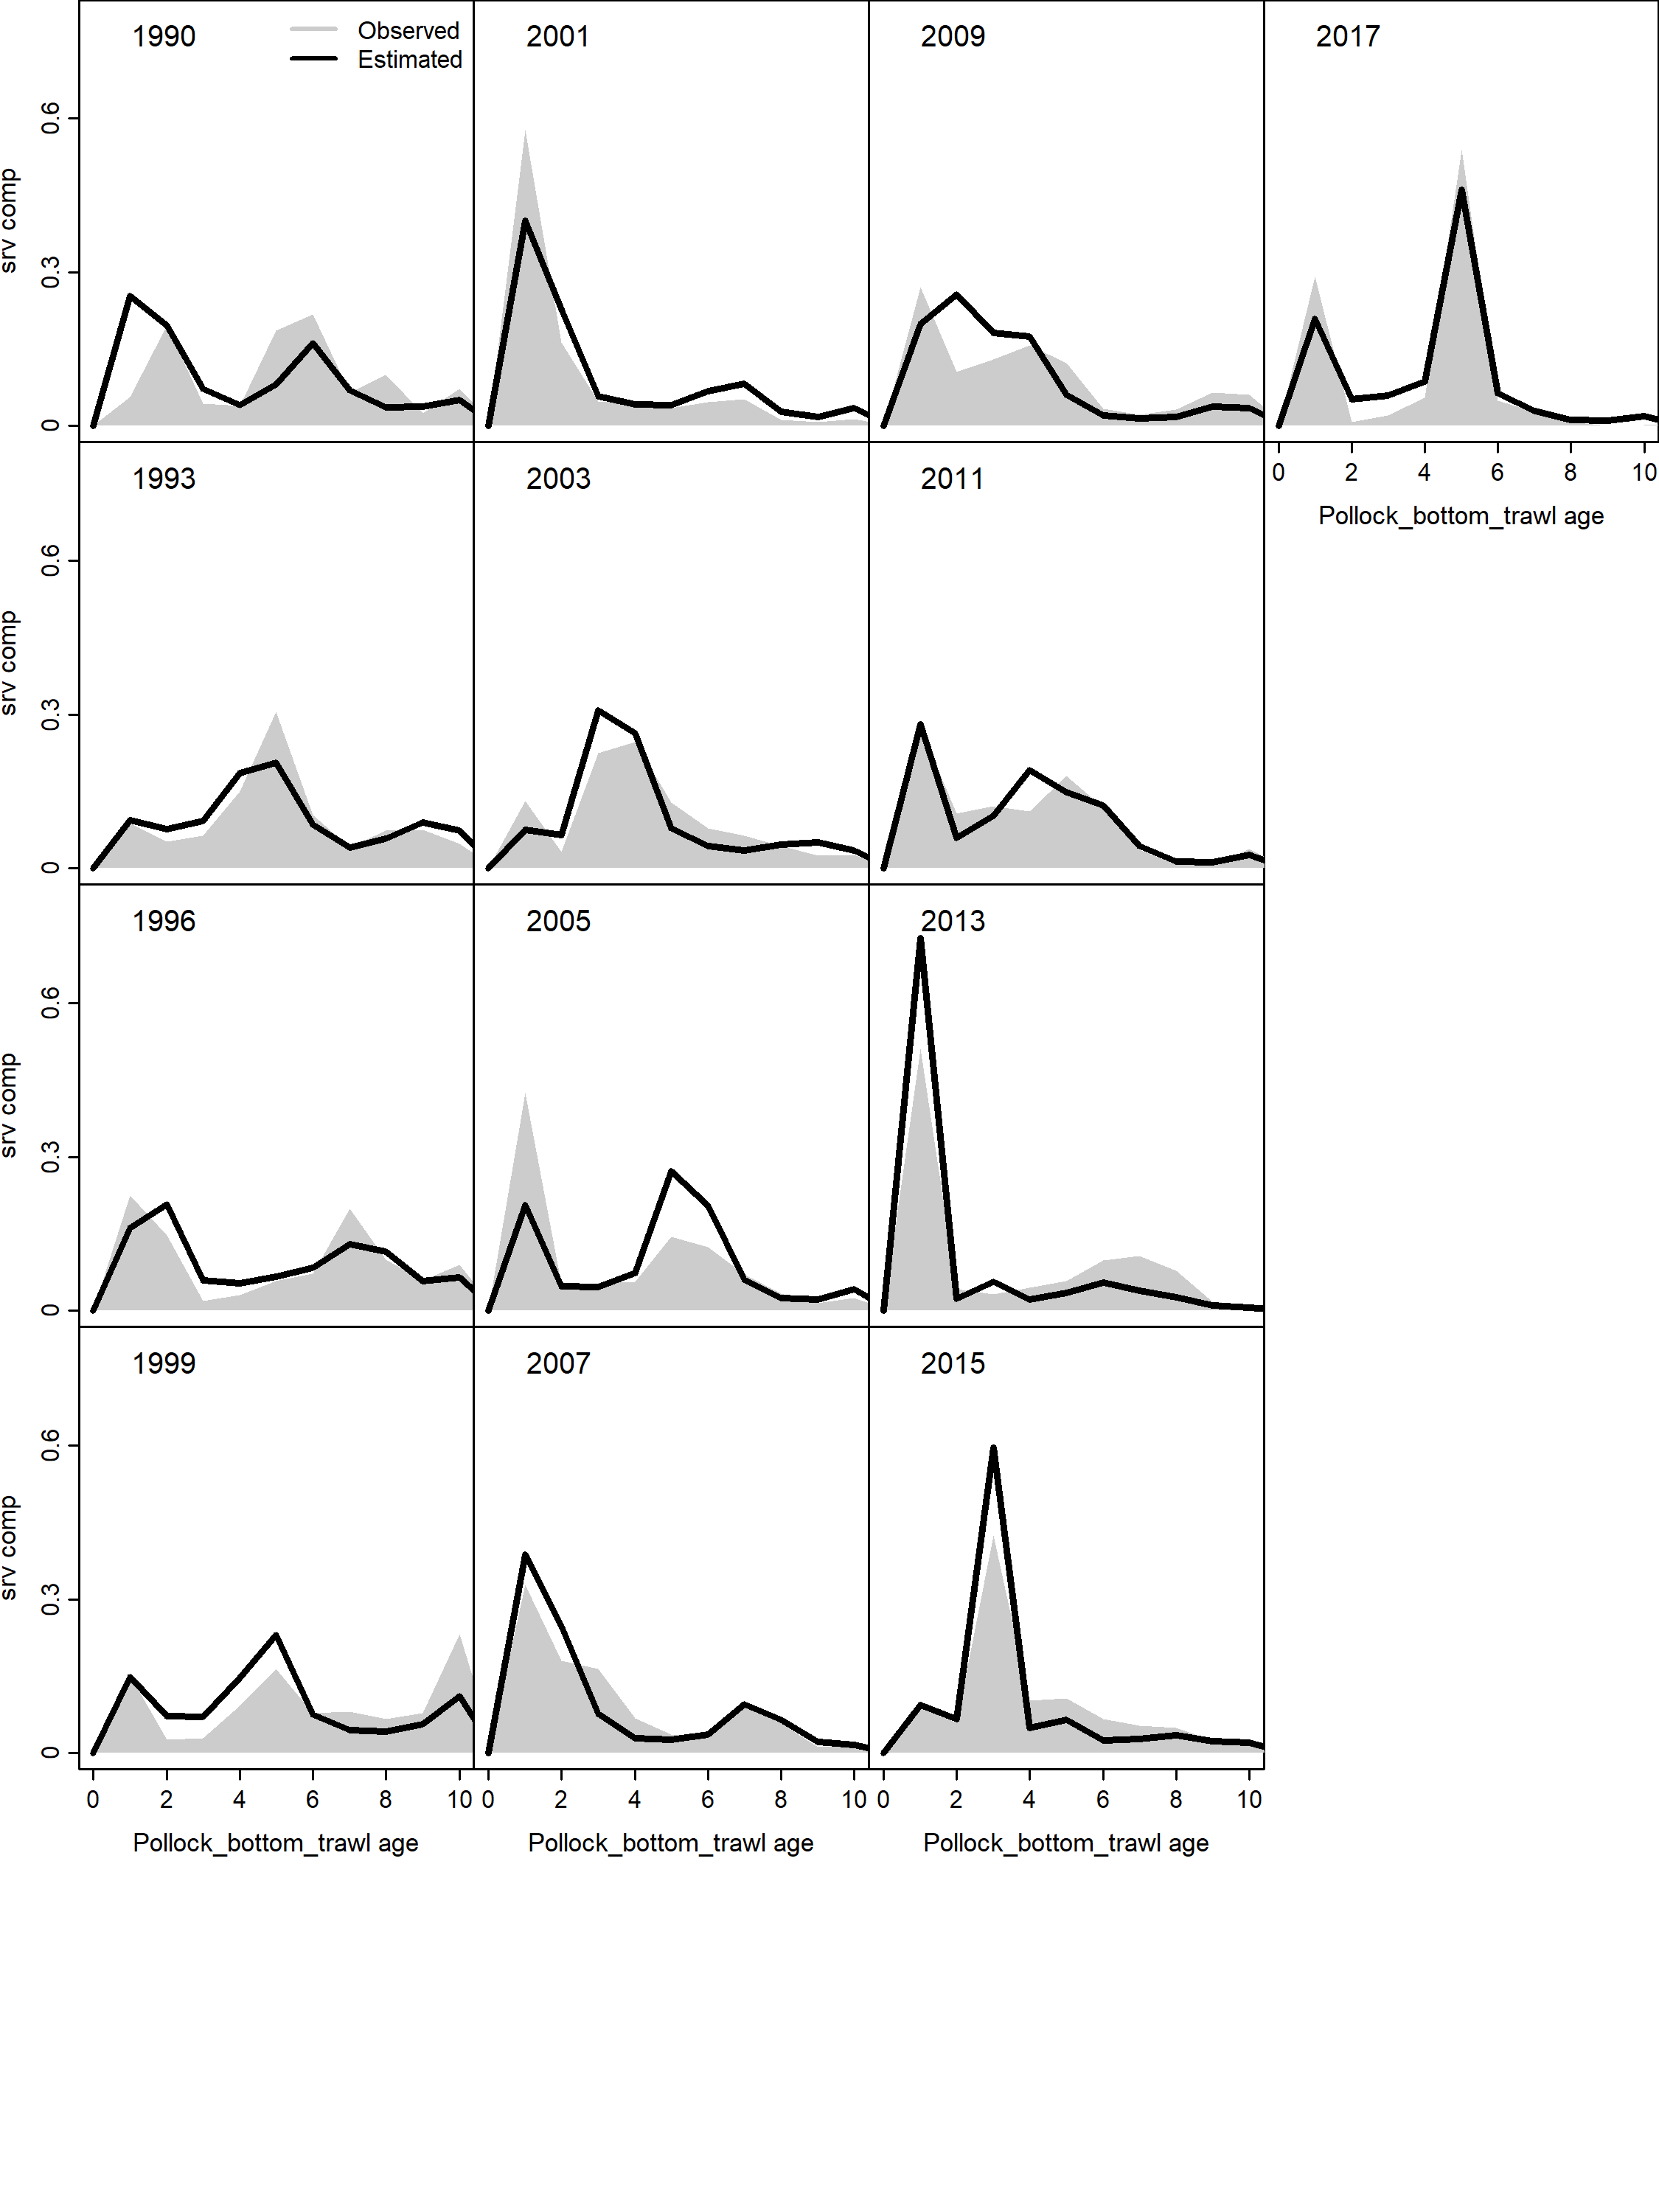 1990
Observed
Estimated
2001
2009
2017
srv comp
0 0.3 0.6
0 2 4 6 8 10
Pollock_bottom_trawl age
1993
2003
2011
srv comp
0 0.3 0.6
1996
2005
2013
srv comp
0 0.3 0.6
1999
2007
2015
srv comp
0 0.3 0.6
0 2 4 6 8 10
0 2 4 6 8 10
0 2 4 6 8 10
Pollock_bottom_trawl age
Pollock_bottom_trawl age
Pollock_bottom_trawl age